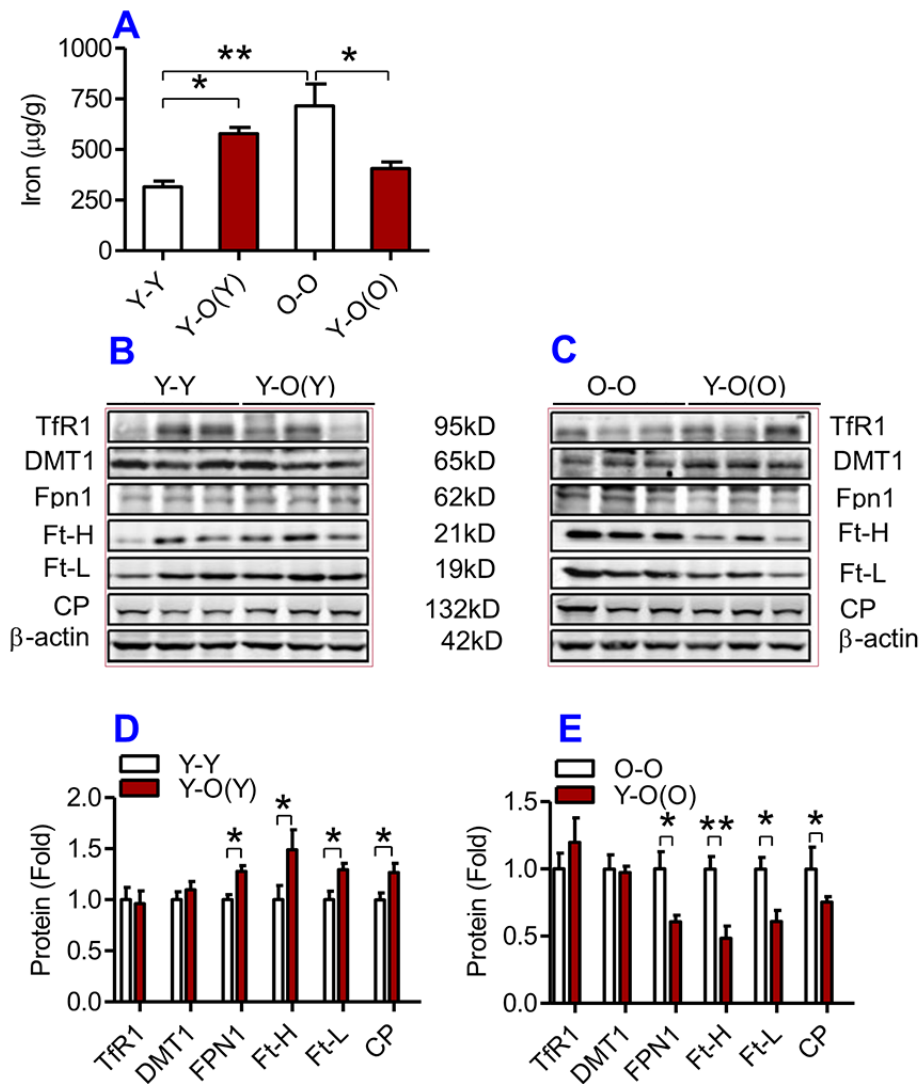 A
1000
750
500
250
0
Iron (μg/g)
*
**
*
Y-Y
Y-O(Y)
O-O
Y-O(O)
B
Y-Y Y-O(Y)
TfR1 95kD
DMT1 65kD
Fpn1 62kD
Ft-H 21kD
Ft-L 19kD
CP 132kD
β-actin 42kD
C
O-O Y-O(O)
TfR1
DMT1
Fpn1
Ft-H
Ft-L
CP
β-actin
D
Y-Y
Y-O(Y)
2.0
1.5
1.0
0.5
0.0
Protein (Fold)
* * * *
TfR1
DMT1
FPN1
Ft-H
Ft-L
CP
E
O-O
Y-O(O)
1.5
1.0
0.5
0.0
Protein (Fold)
* ** * *
TfR1
DMT1
FPN1
Ft-H
Ft-L
CP